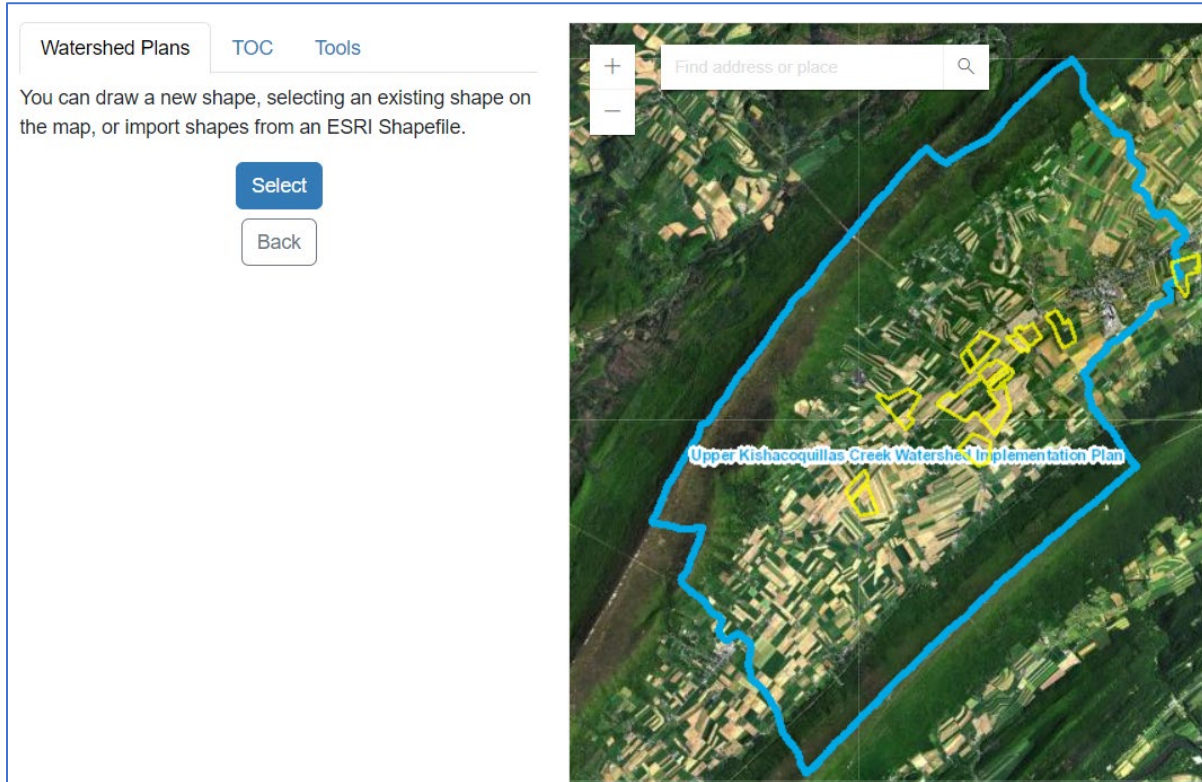 Watershed Plans TOC Tools
You can draw a new shape, selecting an existing shape on
the map, or import shapes from an ESRI Shapefile.
Select
Back
+
Find address or place
−
Upper Kishacoquillas Creek Watershed Implementation Plan